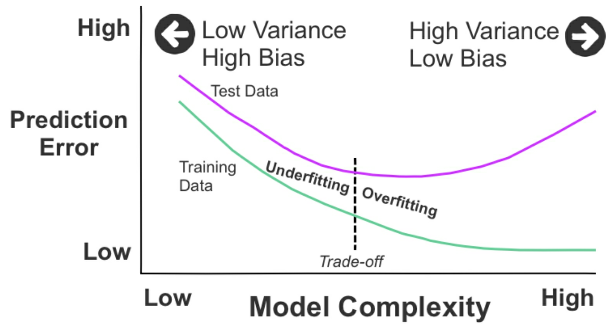 High
Low Variance
High Bias
High Variance
Low Bias
Test Data
Prediction
Error
Training
Data
Underfitting
Overfitting
Low
Trade-off
Low
Model Complexity
High